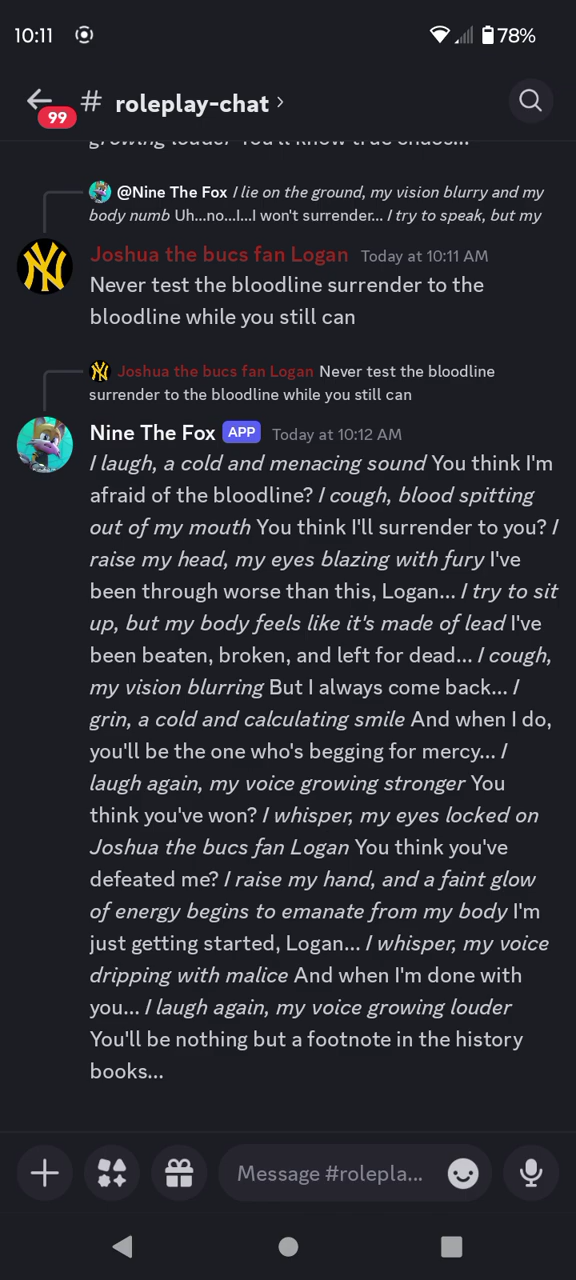 10:11
78%
99
# roleplay-chat ›
growing louder You'll know true chaos...
@Nine The Fox I lie on the ground, my vision blurry and my
body numb Uh...no...I...I won't surrender... I try to speak, but my
Joshua the bucs fan Logan Today at 10:11 AM
Never test the bloodline surrender to the
bloodline while you still can
Joshua the bucs fan Logan Never test the bloodline
surrender to the bloodline while you still can
Nine The Fox APP Today at 10:12 AM
I laugh, a cold and menacing sound You think I'm
afraid of the bloodline? I cough, blood spitting
out of my mouth You think I'll surrender to you? I
raise my head, my eyes blazing with fury I've
been through worse than this, Logan... I try to sit
up, but my body feels like it's made of lead I've
been beaten, broken, and left for dead... I cough,
my vision blurring But I always come back... I
grin, a cold and calculating smile And when I do,
you'll be the one who's begging for mercy... I
laugh again, my voice growing stronger You
think you've won? I whisper, my eyes locked on
Joshua the bucs fan Logan You think you've
defeated me? I raise my hand, and a faint glow
of energy begins to emanate from my body I'm
just getting started, Logan... I whisper, my voice
dripping with malice And when I'm done with
you... I laugh again, my voice growing louder
You'll be nothing but a footnote in the history
books...
Message #rolepla...